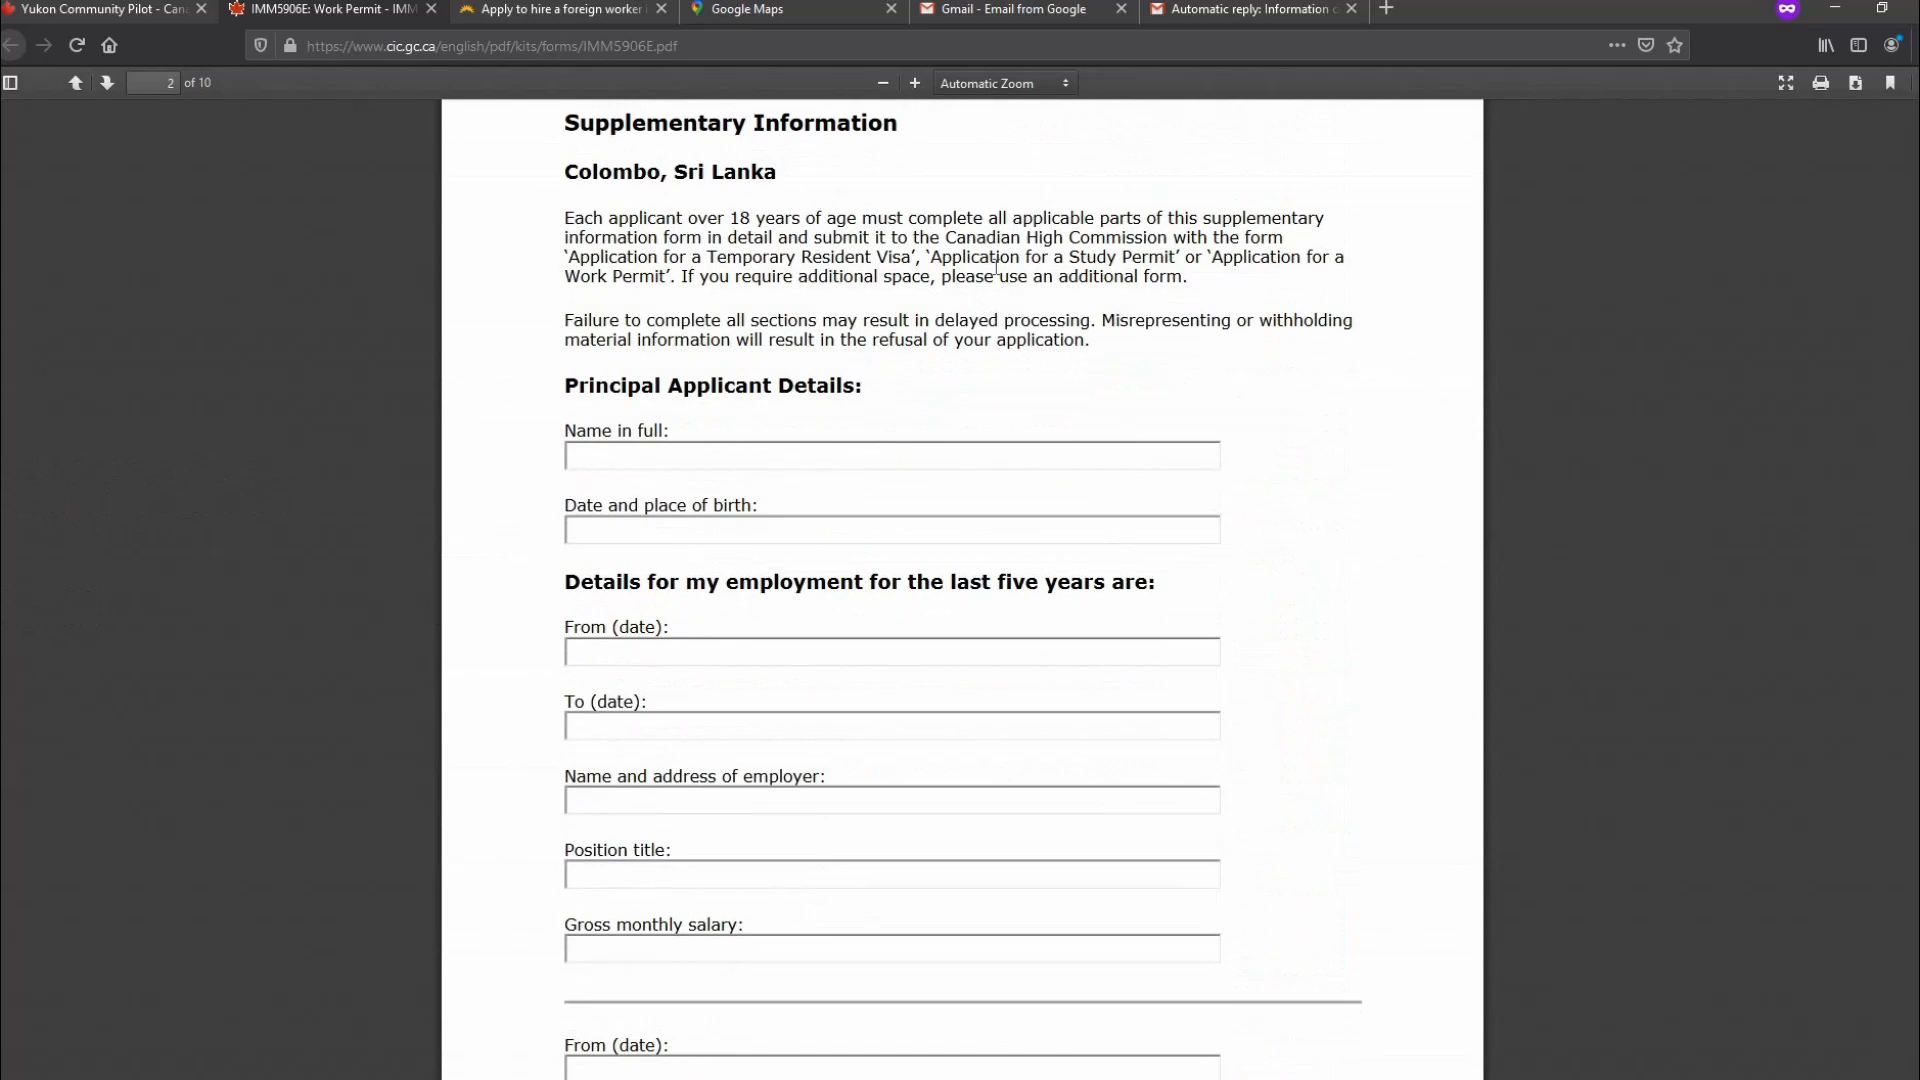 Yukon Community Pilot - Can
IMM5906E: Work Permit - IMM
Apply to hire a foreign worker
Google Maps
Gmail - Email from Google
Automatic reply: Information
https://www.cic.gc.ca/english/pdf/kits/forms/IMM5906E.pdf
2 of 10
Automatic Zoom
Supplementary Information
Colombo, Sri Lanka
Each applicant over 18 years of age must complete all applicable parts of this supplementary
information form in detail and submit it to the Canadian High Commission with the form
‘Application for a Temporary Resident Visa’, ‘Application for a Study Permit’ or ‘Application for a
Work Permit’. If you require additional space, please use an additional form.
Failure to complete all sections may result in delayed processing. Misrepresenting or withholding
material information will result in the refusal of your application.
Principal Applicant Details:
Name in full:
Date and place of birth:
Details for my employment for the last five years are:
From (date):
To (date):
Name and address of employer:
Position title:
Gross monthly salary:
From (date):